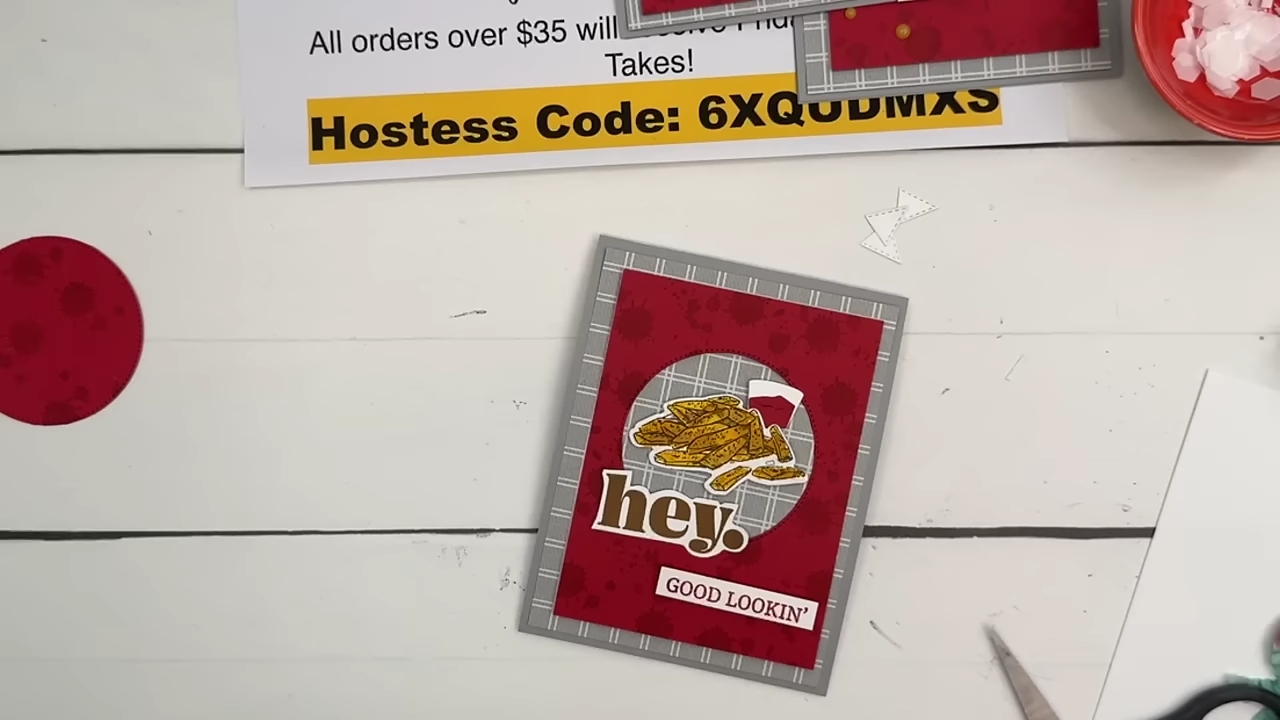 All orders over $35 will
Takes!
Hostess Code: 6XQUDMXS
hey.
GOOD LOOKIN'